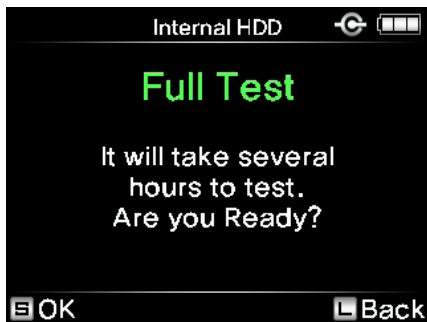 Internal HDD
Full Test
It will take several
hours to test.
Are you Ready?
S OK
L Back